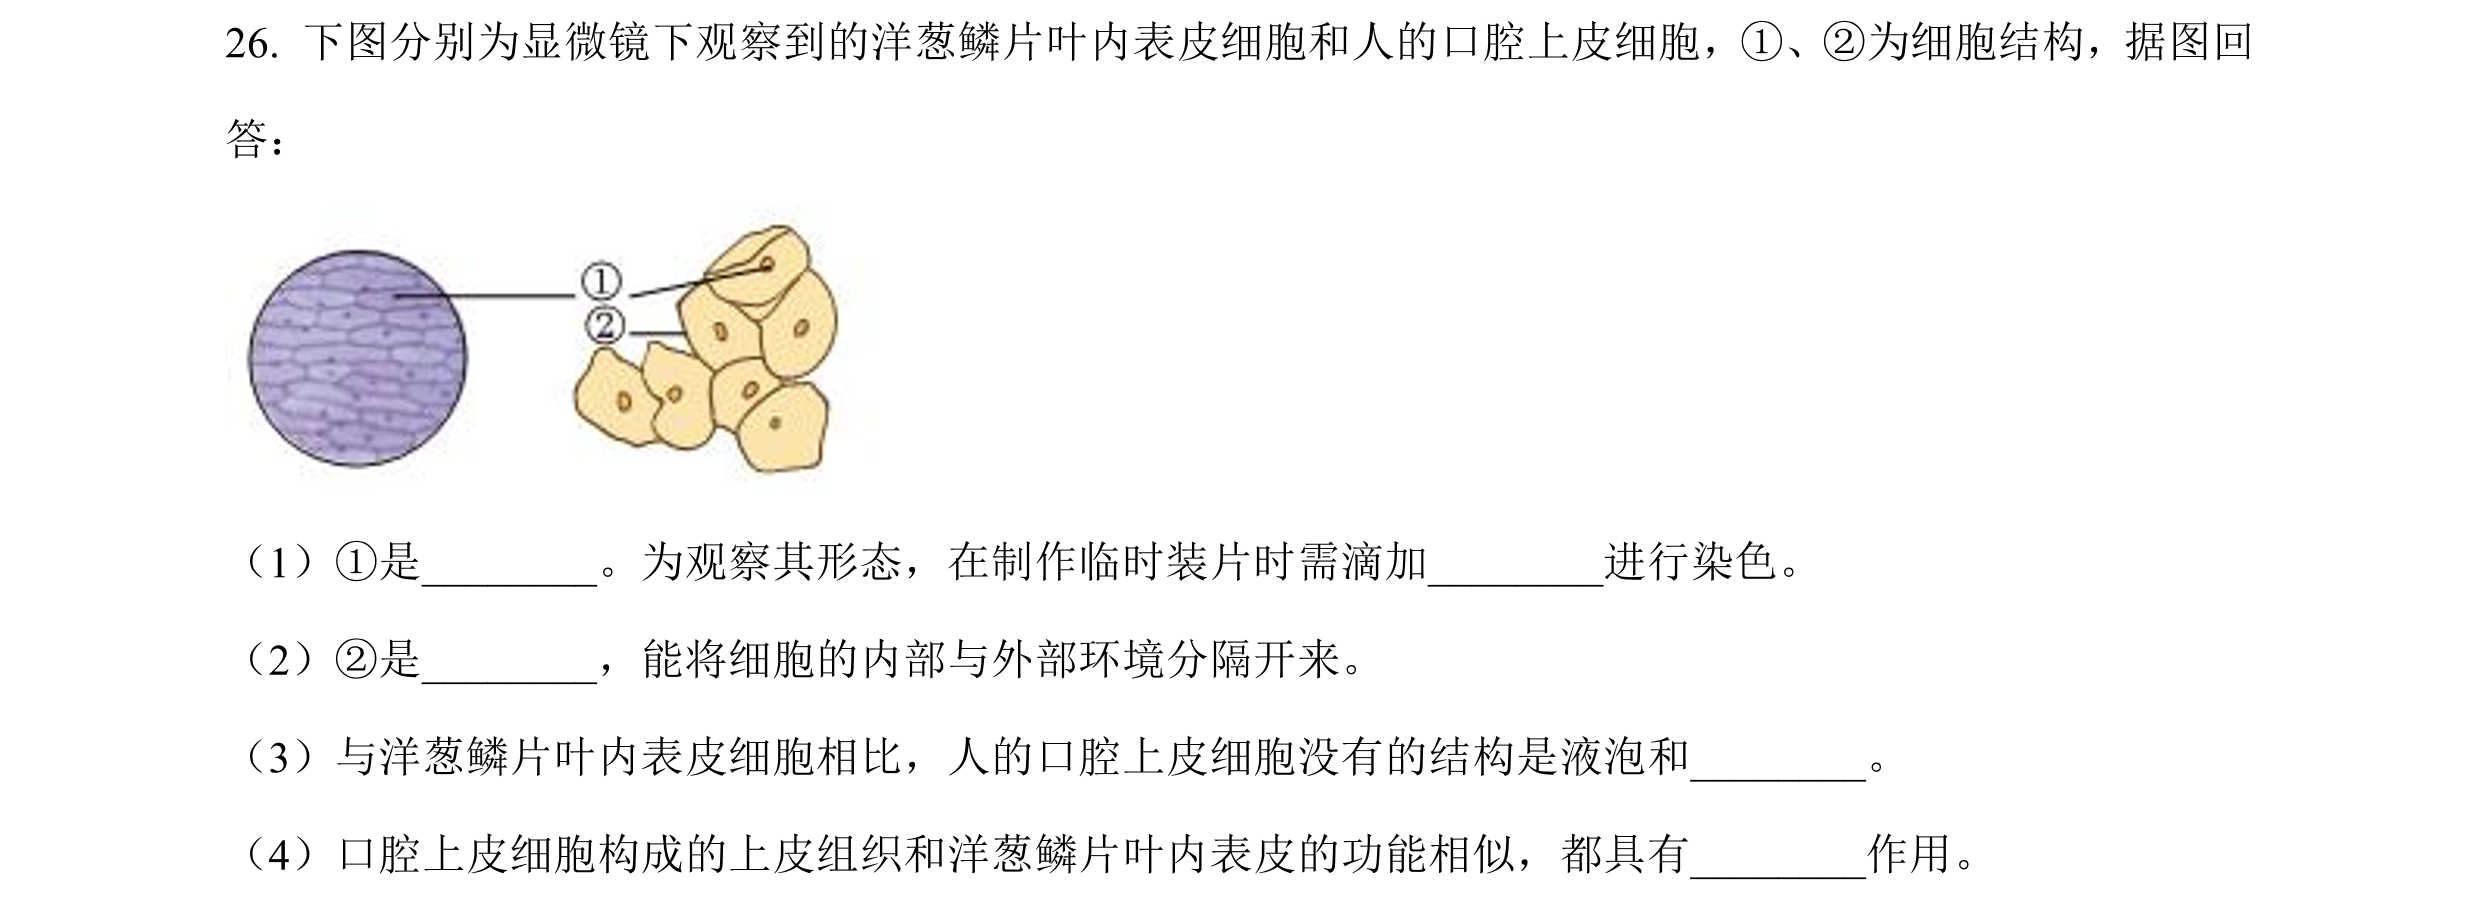 26. 下图分别为显微镜下观察到的洋葱鳞片叶内表皮细胞和人的口腔上皮细胞，①、②为细胞结构，据图回
答：
①
②
（1）①是________。为观察其形态，在制作临时装片时需滴加________进行染色。
（2）②是________，能将细胞的内部与外部环境分隔开来。
（3）与洋葱鳞片叶内表皮细胞相比，人的口腔上皮细胞没有的结构是液泡和________。
（4）口腔上皮细胞构成的上皮组织和洋葱鳞片叶内表皮的功能相似，都具有________作用。